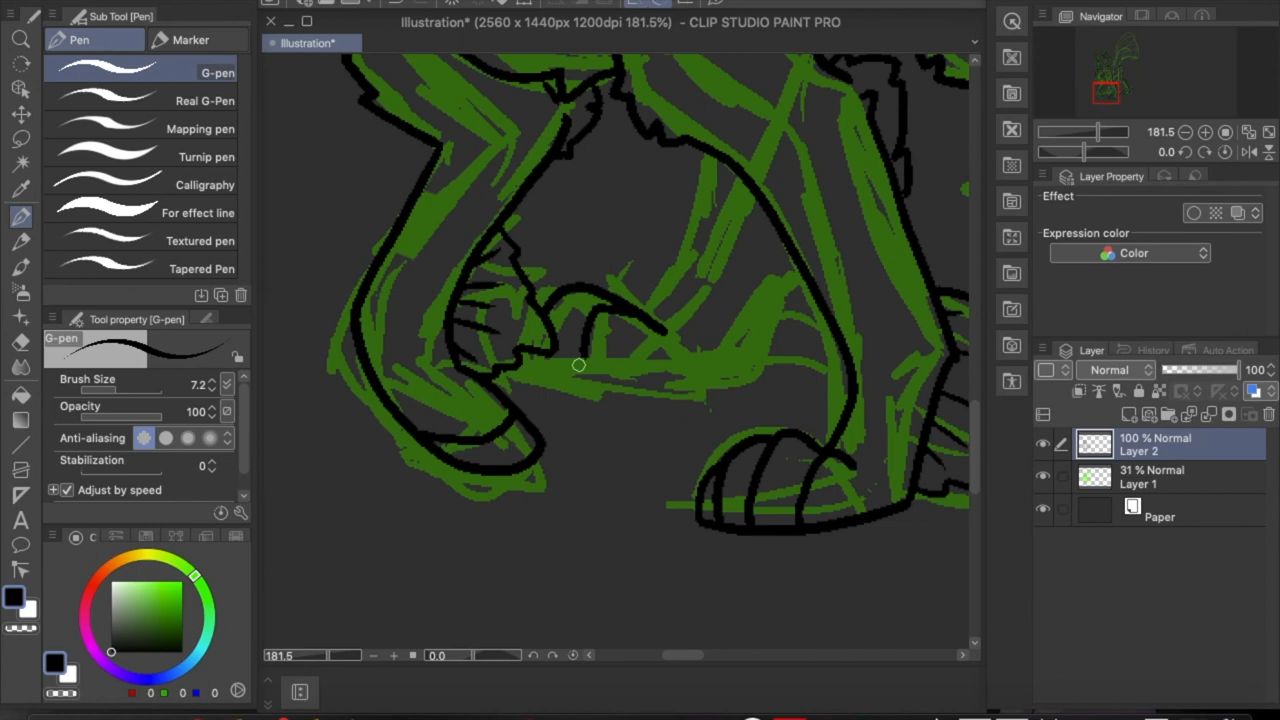 Sub Tool [Pen]
Pen
Marker
G-pen
Real G-Pen
Mapping pen
Turnip pen
Calligraphy
For effect line
Textured pen
Tapered Pen
Tool property [G-pen]
G-pen
Brush Size
7.2
Opacity
100
Anti-aliasing
Stabilization
0
Adjust by speed
C
0 0 0
Illustration* (2560 x 1440px 1200dpi 181.5%) - CLIP STUDIO PAINT PRO
Illustration*
181.5
0.0
Navigator
181.5
0.0
Layer Property
Effect
Expression color
Color
Layer
History
Auto Action
Normal
100
100 % Normal
Layer 2
31 % Normal
Layer 1
Paper